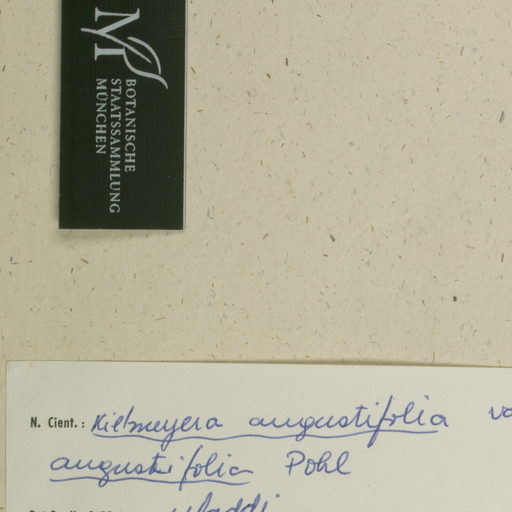 M
BOTANISCHE
STAATSSAMMLUNG
MÜNCHEN
N. Cient.: Kielmeyera angustifolia
angustifolia Pohl